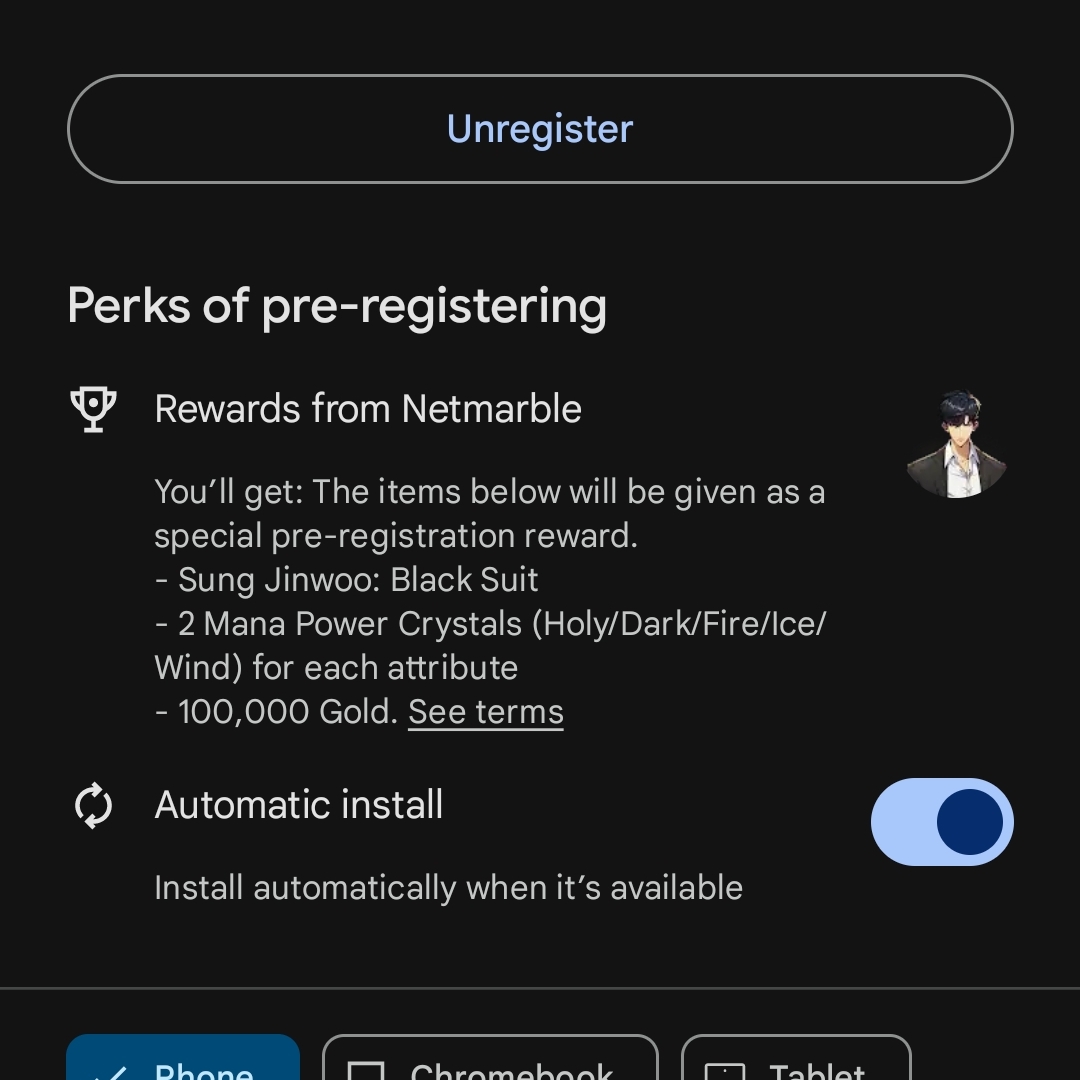 Unregister
Perks of pre-registering
Rewards from Netmarble
You’ll get: The items below will be given as a
special pre-registration reward.
- Sung Jinwoo: Black Suit
- 2 Mana Power Crystals (Holy/Dark/Fire/Ice/
Wind) for each attribute
- 100,000 Gold. See terms
Automatic install
Install automatically when it’s available
Phone
Chromebook
Tablet